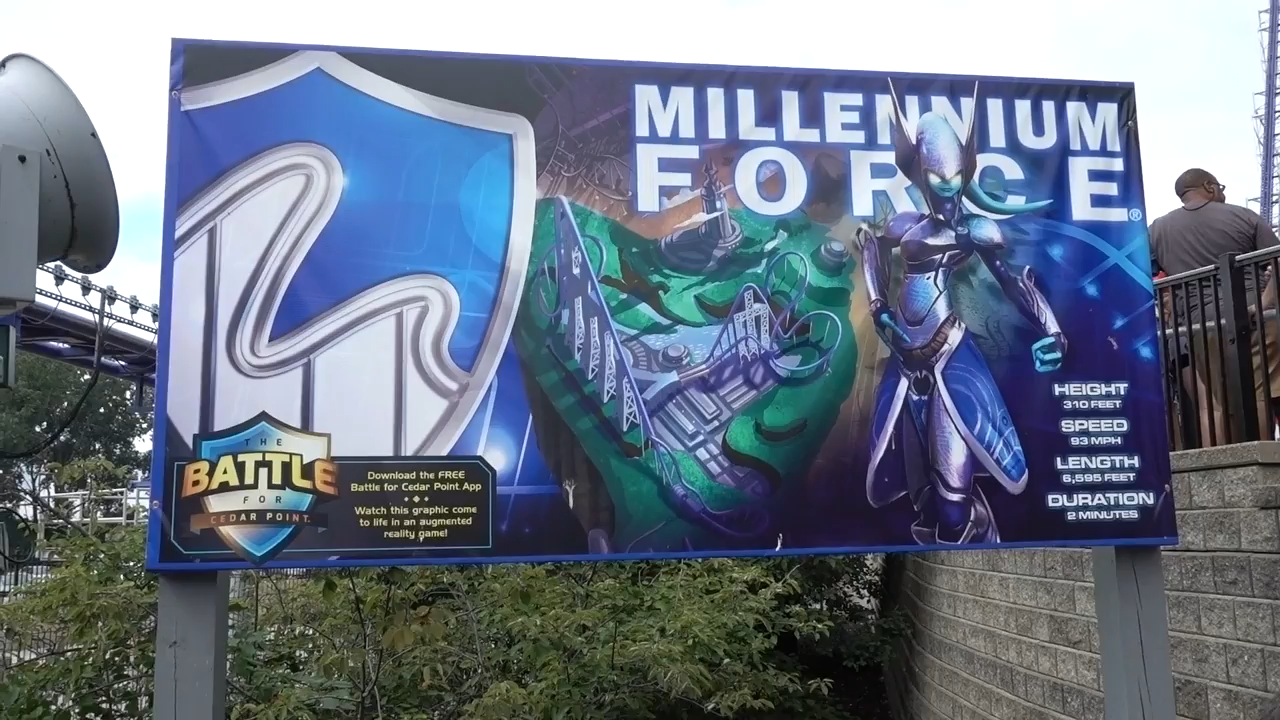 MILLENNIUM
FORCE®
THE
BATTLE
FOR
CEDAR POINT.
Download the FREE
Battle for Cedar Point App
Watch this graphic come
to life in an augmented
reality game!
HEIGHT
310 FEET
SPEED
93 MPH
LENGTH
6,595 FEET
DURATION
2 MINUTES